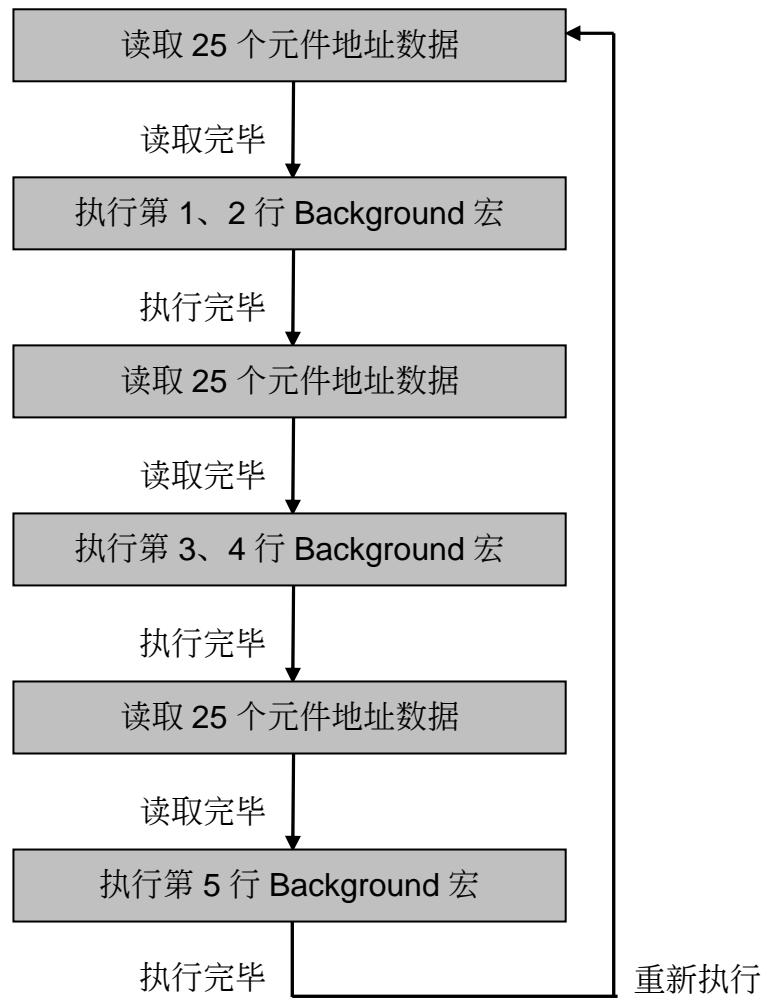 读取 25 个元件地址数据
读取完毕
执行第 1、2 行 Background 宏
执行完毕
读取 25 个元件地址数据
读取完毕
执行第 3、4 行 Background 宏
执行完毕
读取 25 个元件地址数据
读取完毕
执行第 5 行 Background 宏
执行完毕
重新执行